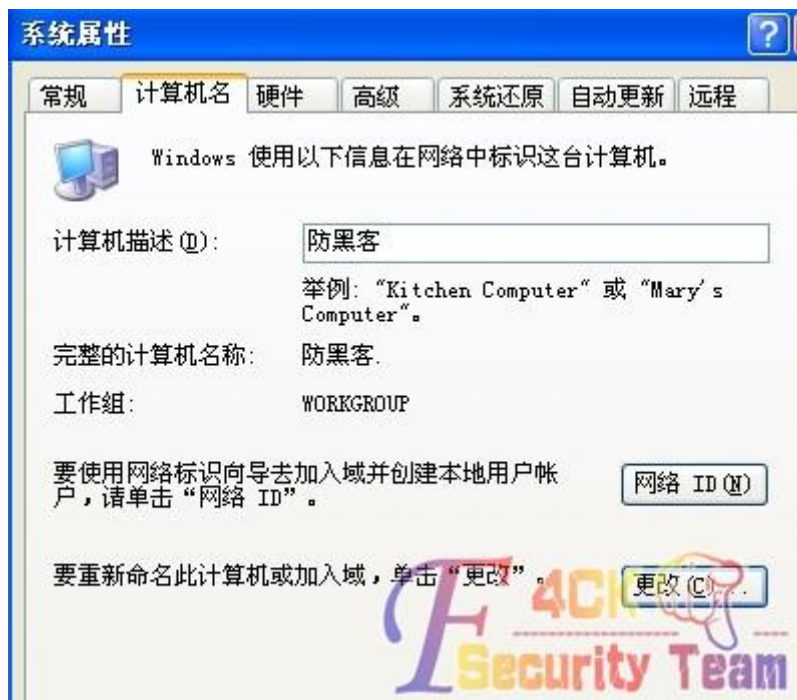 系统属性
?
常规 计算机名 硬件 高级 系统还原 自动更新 远程
Windows 使用以下信息在网络中标识这台计算机。
计算机描述(D): 防黑客
举例: "Kitchen Computer" 或 "Mary's
Computer"。
完整的计算机名称: 防黑客.
工作组: WORKGROUP
要使用网络标识向导去加入域并创建本地用户帐
户,请单击“网络 ID”。
网络 ID(N)
要重新命名此计算机或加入域,单击“更改”。
更改(C)...
F4CK
Security Team